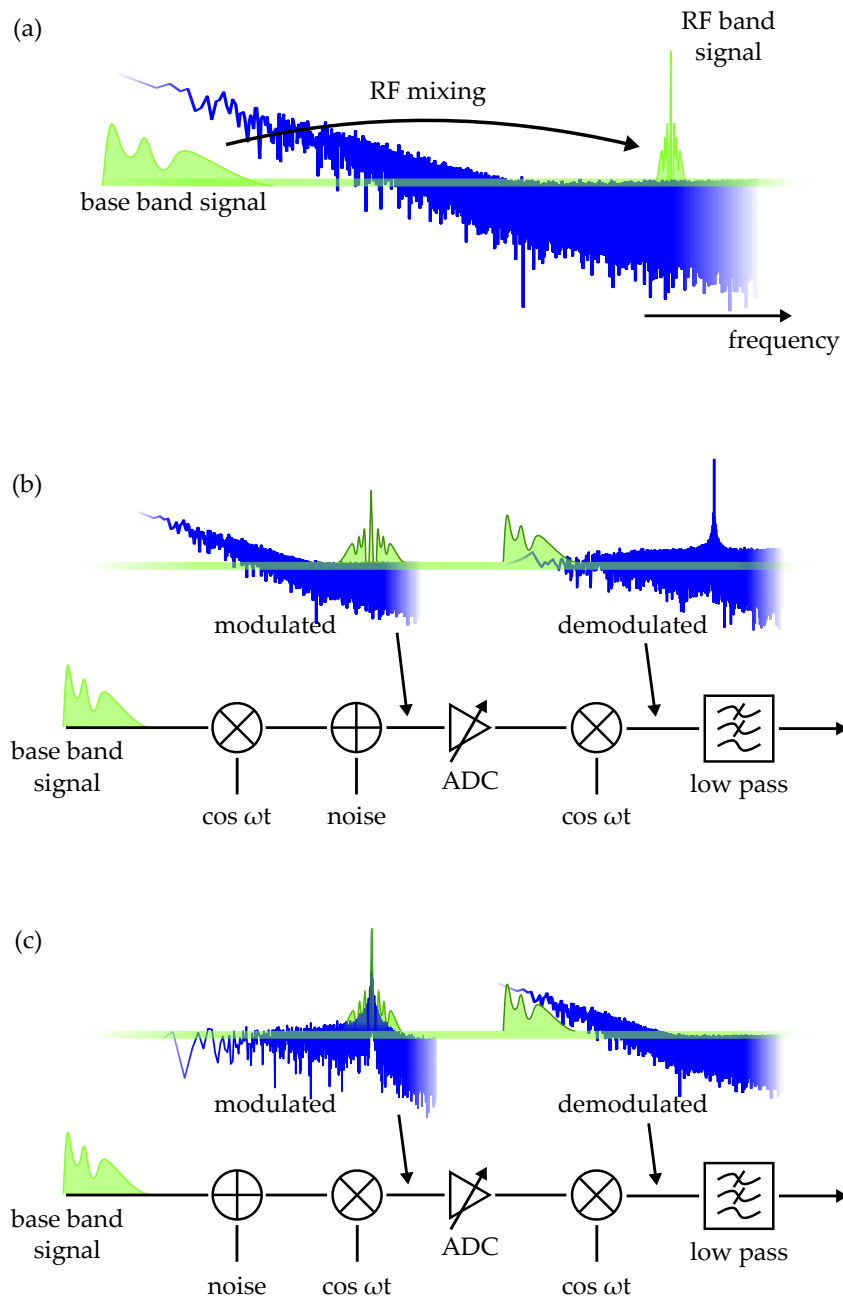 (a)
RF band
signal
RF mixing
base band signal
frequency
(b)
modulated
demodulated
base band
signal
ADC
low pass
cos ωt
noise
cos ωt
(c)
modulated
demodulated
base band
signal
ADC
low pass
noise
cos ωt
cos ωt